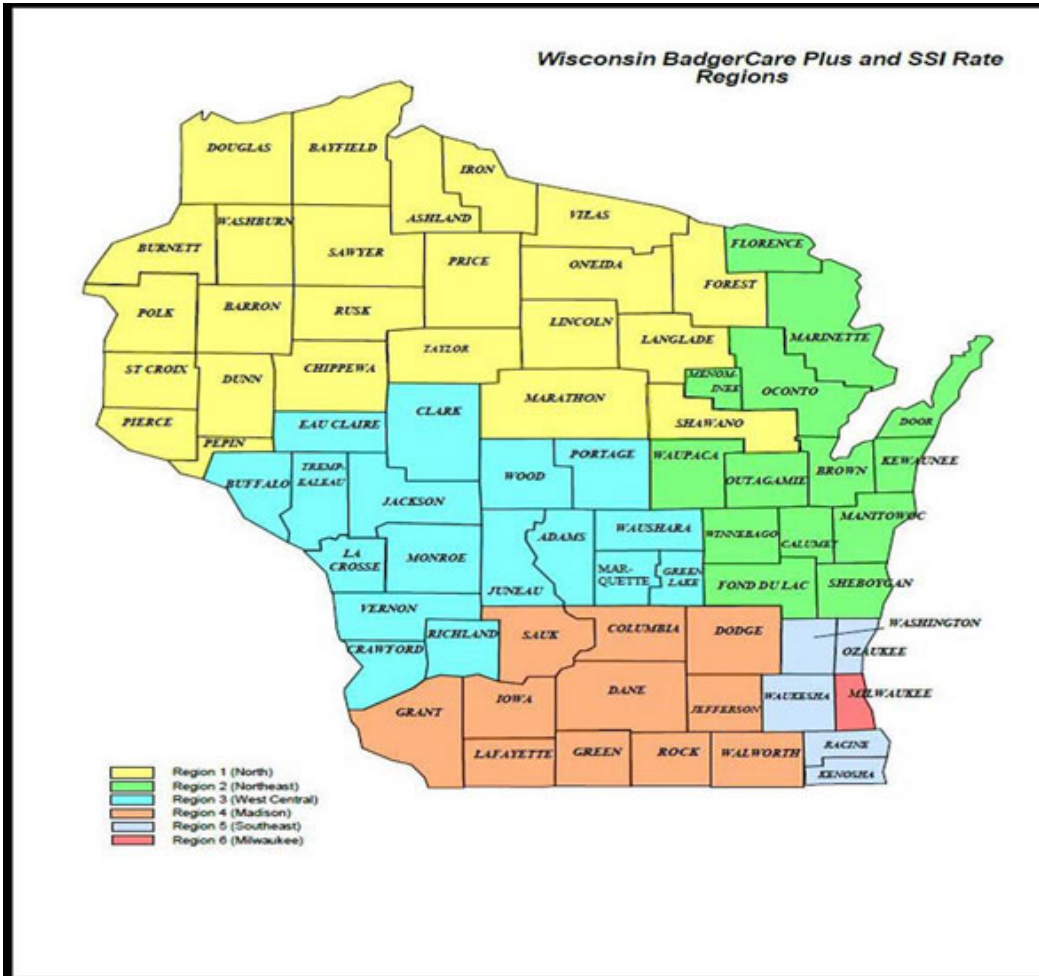 Wisconsin BadgerCare Plus and SSI Rate
Regions
DOUGLAS
BAYFIELD
IRON
ASHLAND
VILAS
WASHBURN
BURNETT
SAWYER
PRICE
ONEIDA
FLORENCE
FOREST
POLK
BARRON
RUSK
LINCOLN
MARINETTE
LANGLADE
TAYLOR
ST CROIX
DUNN
CHIPPEWA
MENOM-
INEE
OCONTO
MARATHON
CLARK
PIERCE
EAU CLAIRE
SHAWANO
DOOR
PEPIN
PORTAGE
WAUPACA
KEWAUNEE
BROWN
TREMP-
EALEAU
BUFFALO
WOOD
OUTAGAMIE
JACKSON
MANITOWOC
WAUSHARA
ADAMS
WINNEBAGO
CALUMET
LA
CROSSE
MONROE
MAR-
QUETTE
GREEN
LAKE
JUNEAU
FOND DU LAC
SHEBOYGAN
VERNON
WASHINGTON
RICHLAND
SAUK
COLUMBIA
DODGE
CRAWFORD
OZAUKEE
DANE
IOWA
WAUKESHA
MILWAUKEE
GRANT
JEFFERSON
LAFAYETTE
GREEN
ROCK
WALWORTH
RACINE
KENOSHA
Region 1 (North)
Region 2 (Northeast)
Region 3 (West Central)
Region 4 (Madison)
Region 5 (Southeast)
Region 6 (Milwaukee)